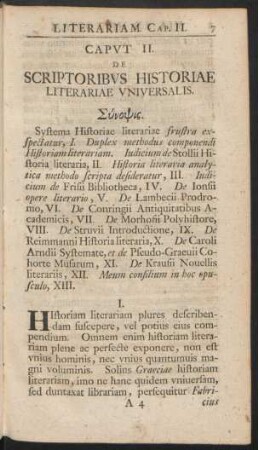 LITERARIAM CAP. II. 7
CAPVT II.
DE
SCRIPTORIBVS HISTORIAE
LITERARIAE VNIVERSALIS.
Σύνοψις.
Systema Historiae literariae frustra ex-
spectatur, I. Duplex methodus componendi
Historiam literariam. Iudicium de Stollii Hi-
storia literaria, II. Historia literaria analy-
tica methodo scripta desideratur, III. Iudi-
cium de Frisii Bibliotheca, IV. De Ionsii
opere literario, V. De Lambecii Prodro-
mo, VI. De Conringii Antiquitatibus A-
cademicis, VII. De Morhofii Polyhistore,
VIII. De Struvii Introductione, IX. De
Reimmanni Historia literaria, X. De Caroli
Arndii Systemate, et de Pseudo-Graeuii Co-
horte Musarum, XI. De Krausii Nouellis
literariis, XII. Meum consilium in hoc opu-
sculo, XIII.
I.
Historiam literariam plures describen-
dam suscepere, vel potius eius com-
pendium. Omnem enim historiam litera-
riam plene ac perfecte exponere, non est
vnius hominis, nec vnius quantumuis ma-
gni voluminis. Solius Graeciae historiam
literariam, imo ne hanc quidem vniuersam,
sed duntaxat librariam, persequitur Fabri-
A 4 cius